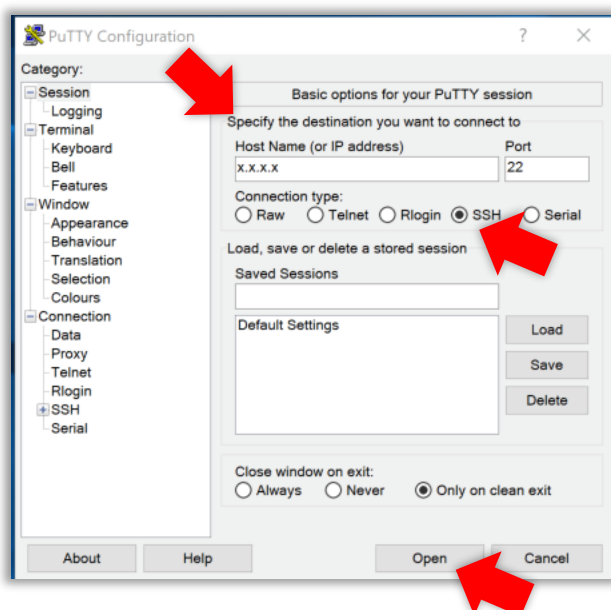 PuTTY Configuration
?
Category:
Session
Logging
Terminal
Keyboard
Bell
Features
Window
Appearance
Behaviour
Translation
Selection
Colours
Connection
Data
Proxy
Telnet
Rlogin
SSH
Serial
Basic options for your PuTTY session
Specify the destination you want to connect to
Host Name (or IP address) Port
x.x.x.x 22
Connection type:
Raw Telnet Rlogin SSH Serial
Load, save or delete a stored session
Saved Sessions
Default Settings
Load
Save
Delete
Close window on exit:
Always Never Only on clean exit
About Help Open Cancel